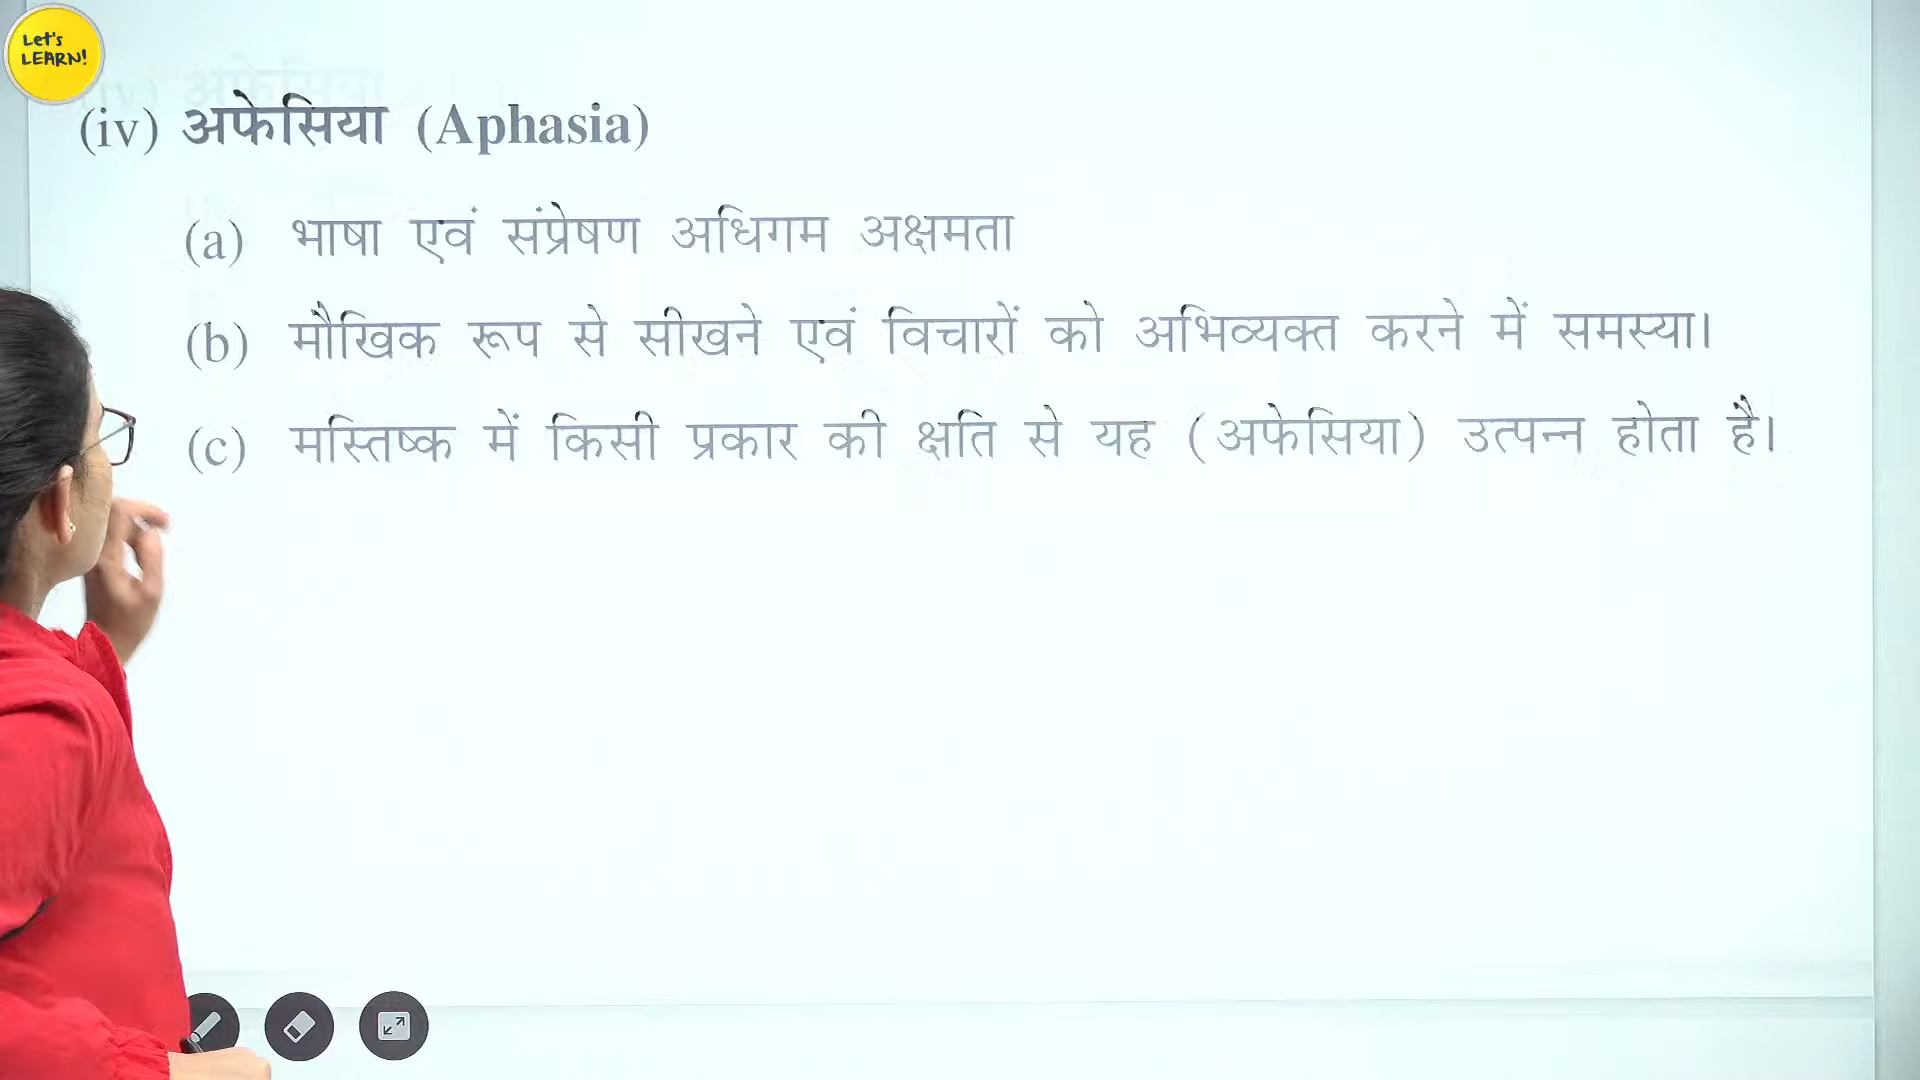 Let's
LEARN!
(iv) अफेसिया (Aphasia)
(a) भाषा एवं संप्रेषण अधिगम अक्षमता
(b) मौखिक रूप से सीखने एवं विचारों को अभिव्यक्त करने में समस्या।
(c) मस्तिष्क में किसी प्रकार की क्षति से यह (अफेसिया) उत्पन्न होता है।